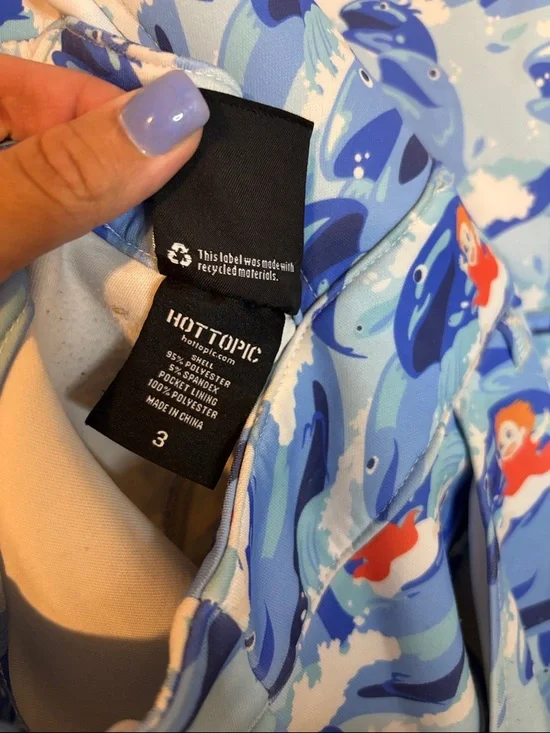 This label was made with
recycled materials.
HOTTOPIC
hottopic.com
SHELL
95% POLYESTER
5% SPANDEX
POCKET LINING
100% POLYESTER
MADE IN CHINA
3